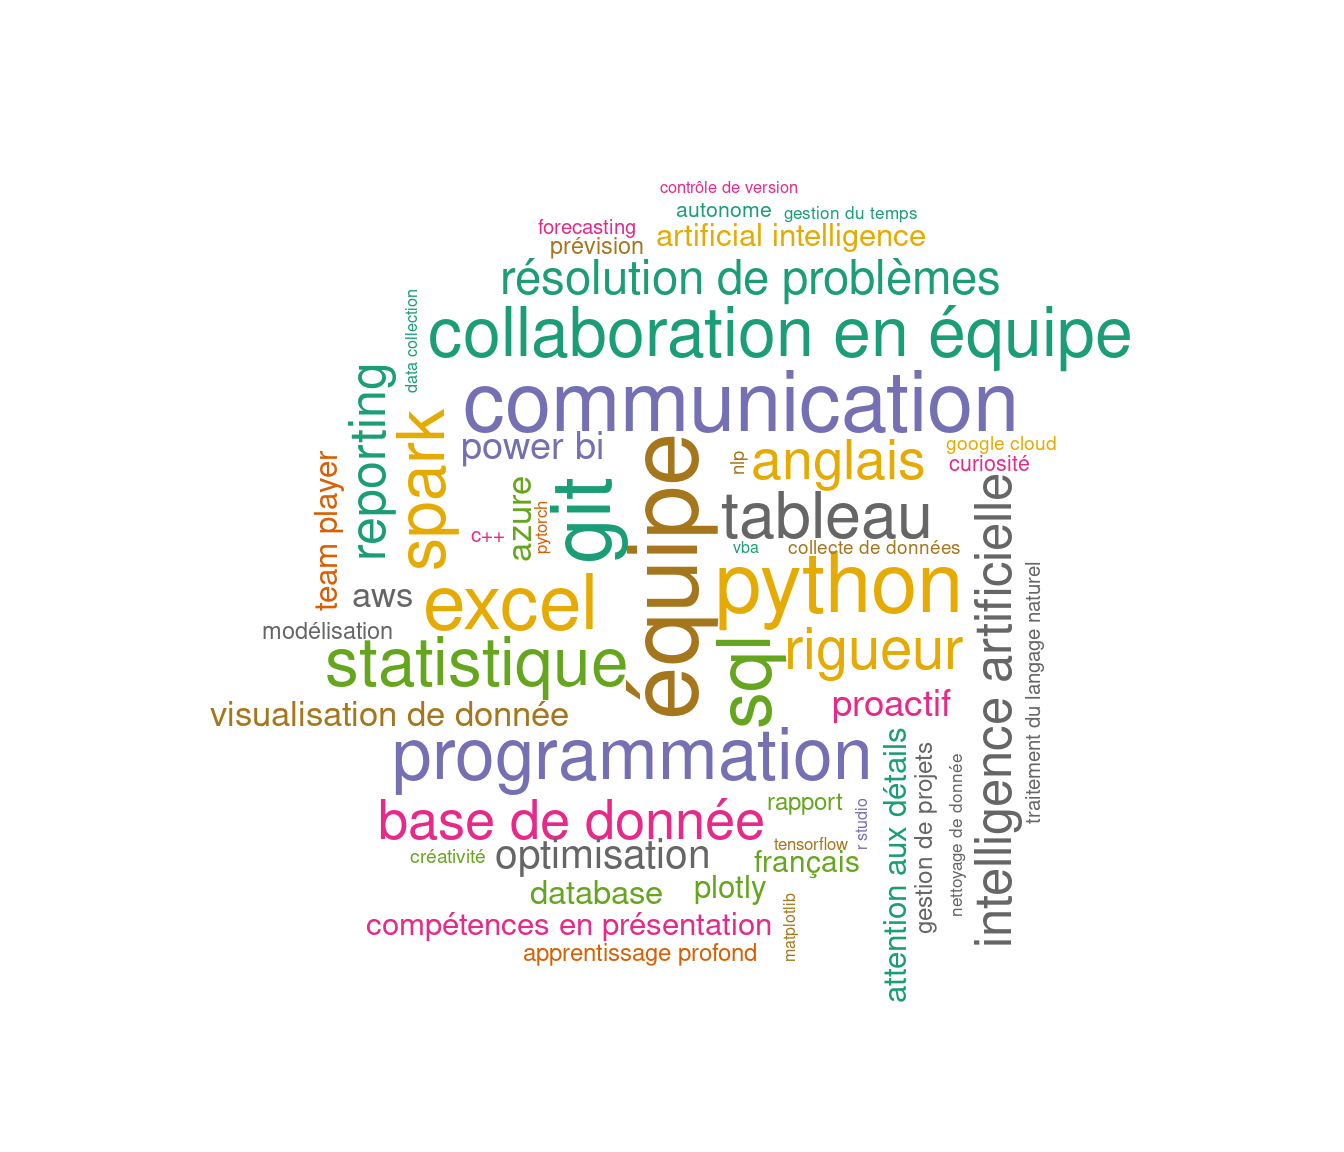 contrôle de version
autonome
gestion du temps
forecasting
artificial intelligence
prévision
résolution de problèmes
data collection
collaboration en équipe
communication
reporting
spark
power bi
équipe
nlp
anglais
google cloud
curiosité
team player
azure
pytorch
git
tableau
intelligence artificielle
c++
vba
collecte de données
python
traitement du langage naturel
aws
excel
modélisation
statistique
sql
rigueur
proactif
visualisation de donnée
programmation
attention aux détails
gestion de projets
nettoyage de donnée
base de donnée
rapport
r studio
tensorflow
créativité
optimisation
français
database
plotly
matplotlib
compétences en présentation
apprentissage profond